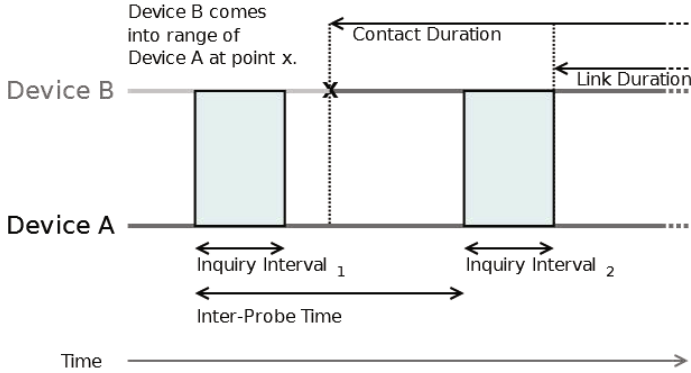 Device B comes
into range of
Device A at point x.
Contact Duration
Link Duration
Device B
x
Device A
Inquiry Interval 1
Inquiry Interval 2
Inter-Probe Time
Time